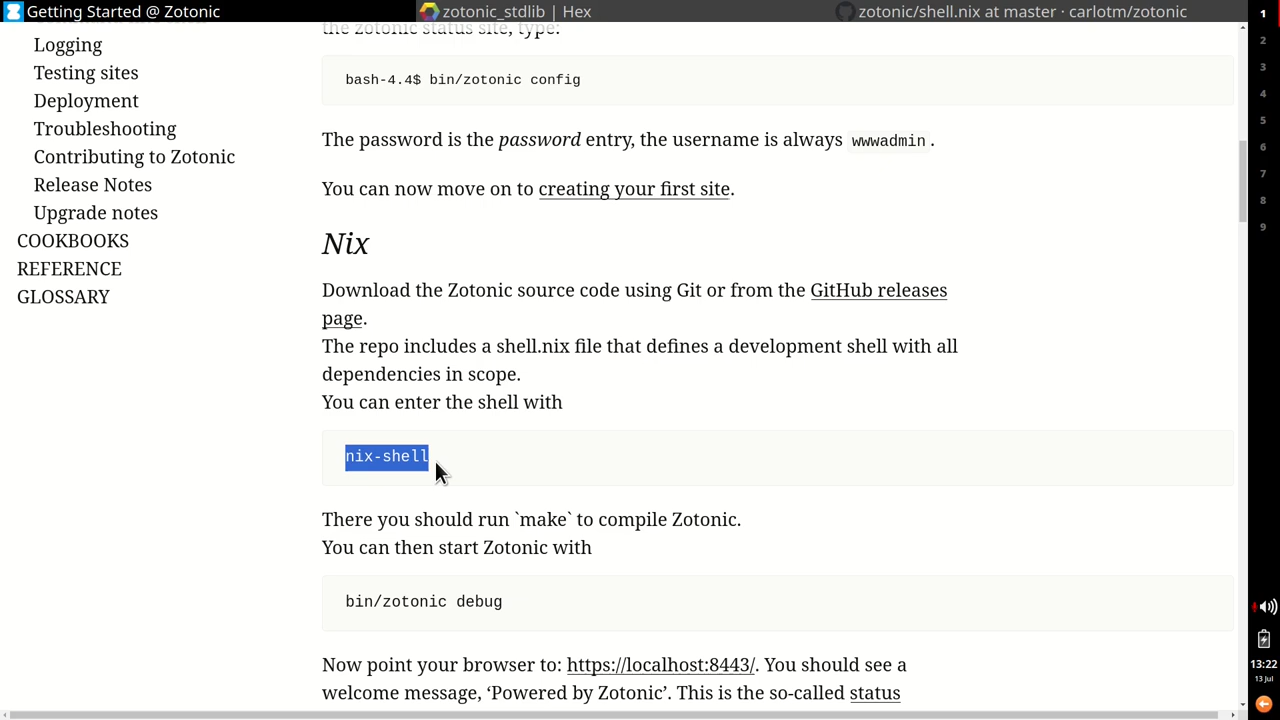 Getting Started @ Zotonic
zotonic_stdlib | Hex
zotonic/shell.nix at master · carlotm/zotonic
Logging
Testing sites
Deployment
Troubleshooting
Contributing to Zotonic
Release Notes
Upgrade notes
COOKBOOKS
REFERENCE
GLOSSARY
the zotonic status site, type:
bash-4.4$ bin/zotonic config
The password is the password entry, the username is always wwwadmin.
You can now move on to creating your first site.
Nix
Download the Zotonic source code using Git or from the GitHub releases
page.
The repo includes a shell.nix file that defines a development shell with all
dependencies in scope.
You can enter the shell with
nix-shell
There you should run `make` to compile Zotonic.
You can then start Zotonic with
bin/zotonic debug
Now point your browser to: https://localhost:8443/. You should see a
welcome message, ‘Powered by Zotonic’. This is the so-called status
1
2
3
4
5
6
7
8
9
13:22
13 Jul